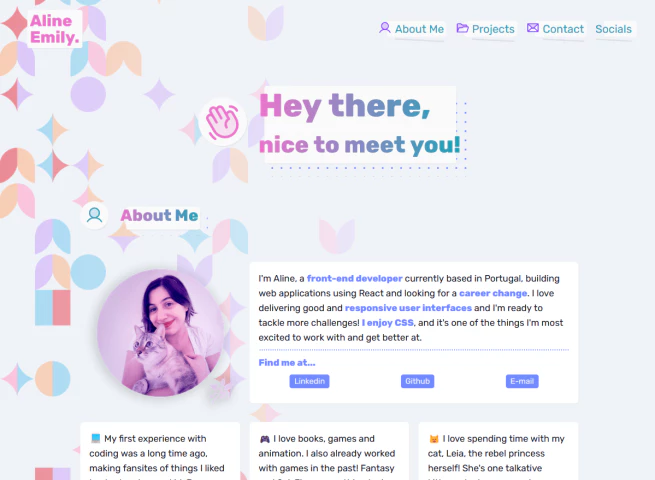 Aline
Emily.
About Me
Projects
Contact
Socials
Hey there,
nice to meet you!
About Me
I'm Aline, a front-end developer currently based in Portugal, building
web applications using React and looking for a career change. I love
delivering good and responsive user interfaces and I'm ready to
tackle more challenges! I enjoy CSS, and it's one of the things I'm most
excited to work with and get better at.
Find me at...
Linkedin
Github
E-mail
My first experience with
coding was a long time ago,
making fansites of things I liked
I love books, games and
animation. I also already worked
with games in the past! Fantasy
I love spending time with my
cat, Leia, the rebel princess
herself! She's one talkative